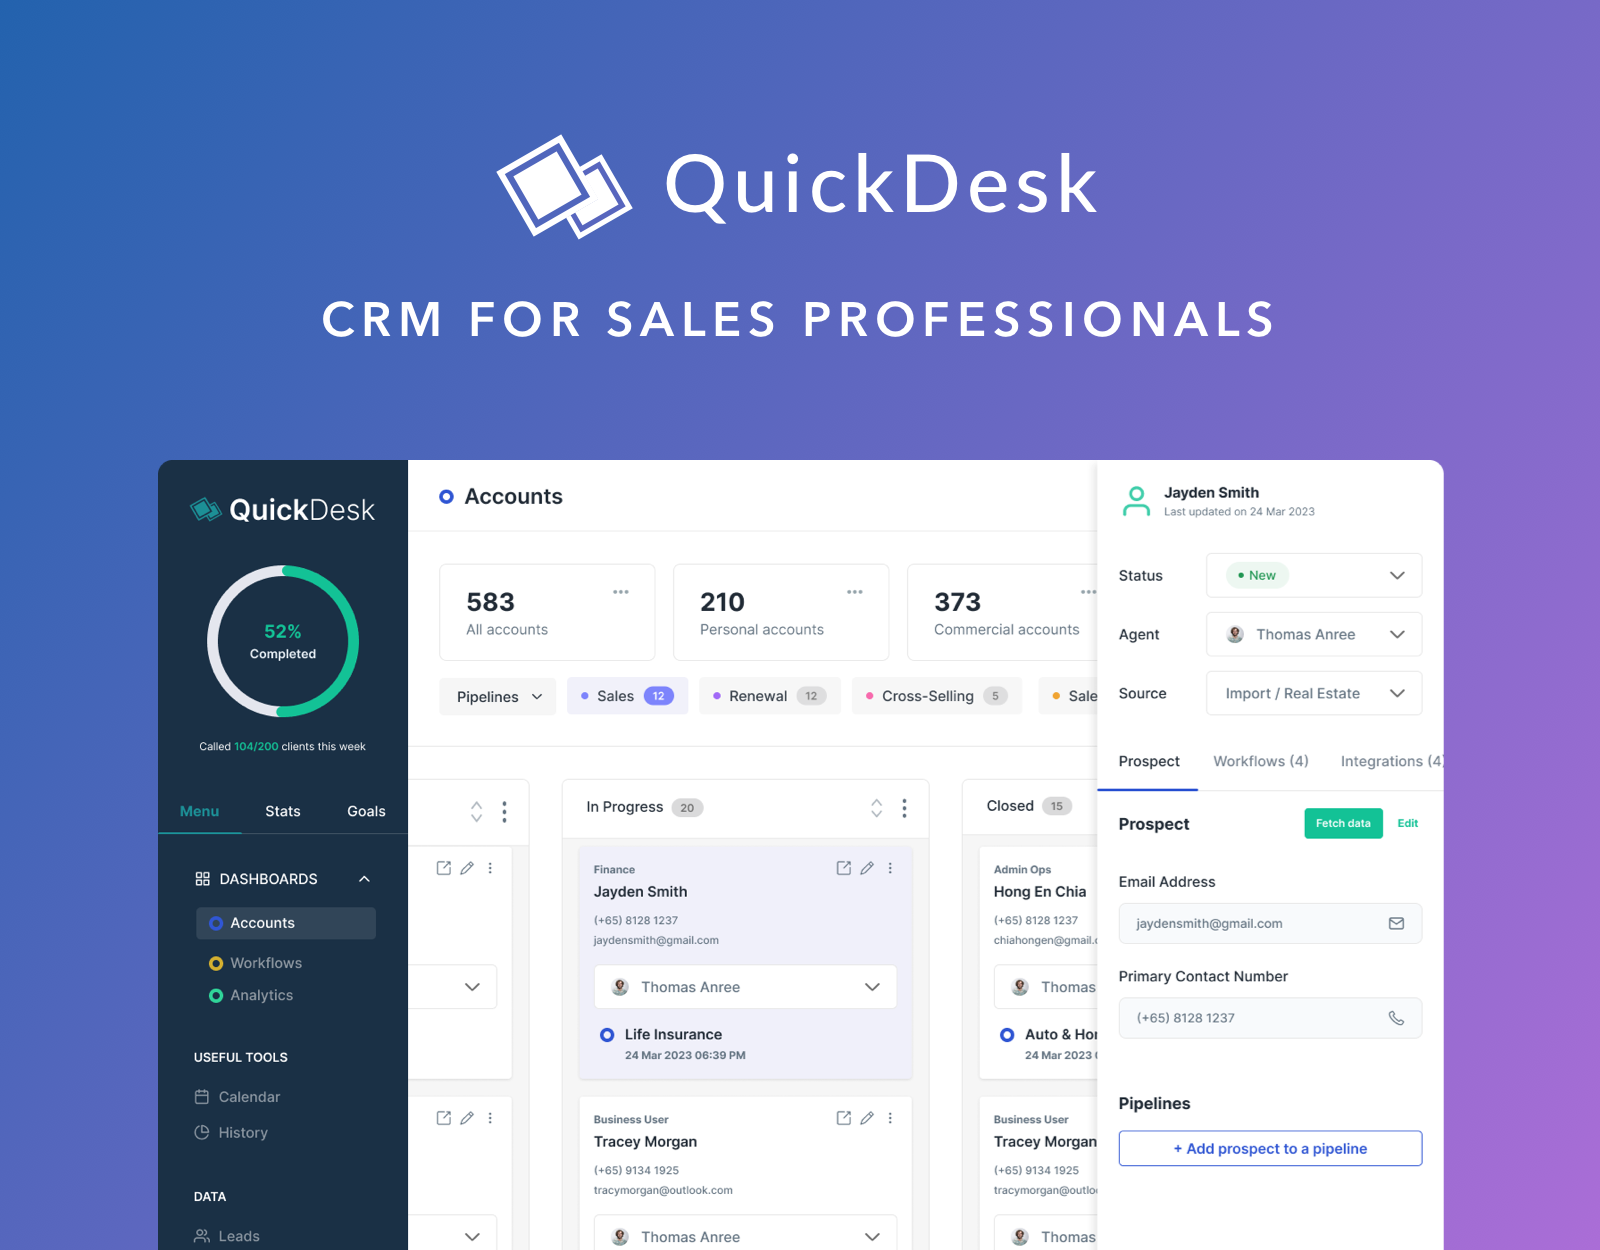 QuickDesk
CRM FOR SALES PROFESSIONALS
QuickDesk
52%
Completed
Called 104/200 clients this week
Menu
Stats
Goals
DASHBOARDS
Accounts
Workflows
Analytics
USEFUL TOOLS
Calendar
History
DATA
Leads
Accounts
583
All accounts
210
Personal accounts
373
Commercial accounts
Pipelines
Sales 12
Renewal 12
Cross-Selling 5
Sale
In Progress 20
Finance
Jayden Smith
(+65) 8128 1237
jaydensmith@gmail.com
Thomas Anree
Life Insurance
24 Mar 2023 06:39 PM
Business User
Tracey Morgan
(+65) 9134 1925
tracymorgan@outlook.com
Thomas Anree
Closed 15
Admin Ops
Hong En Chia
(+65) 8128 1237
chiahongen@gmail.c
Thomas
Auto & Ho
24 Mar 2023
Business User
Tracey Morgan
(+65) 9134 1925
tracymorgan@outlo
Thomas
Jayden Smith
Last updated on 24 Mar 2023
Status
New
Agent
Thomas Anree
Source
Import / Real Estate
Prospect
Workflows (4)
Integrations (4)
Prospect
Fetch data
Edit
Email Address
jaydensmith@gmail.com
Primary Contact Number
(+65) 8128 1237
Pipelines
+ Add prospect to a pipeline